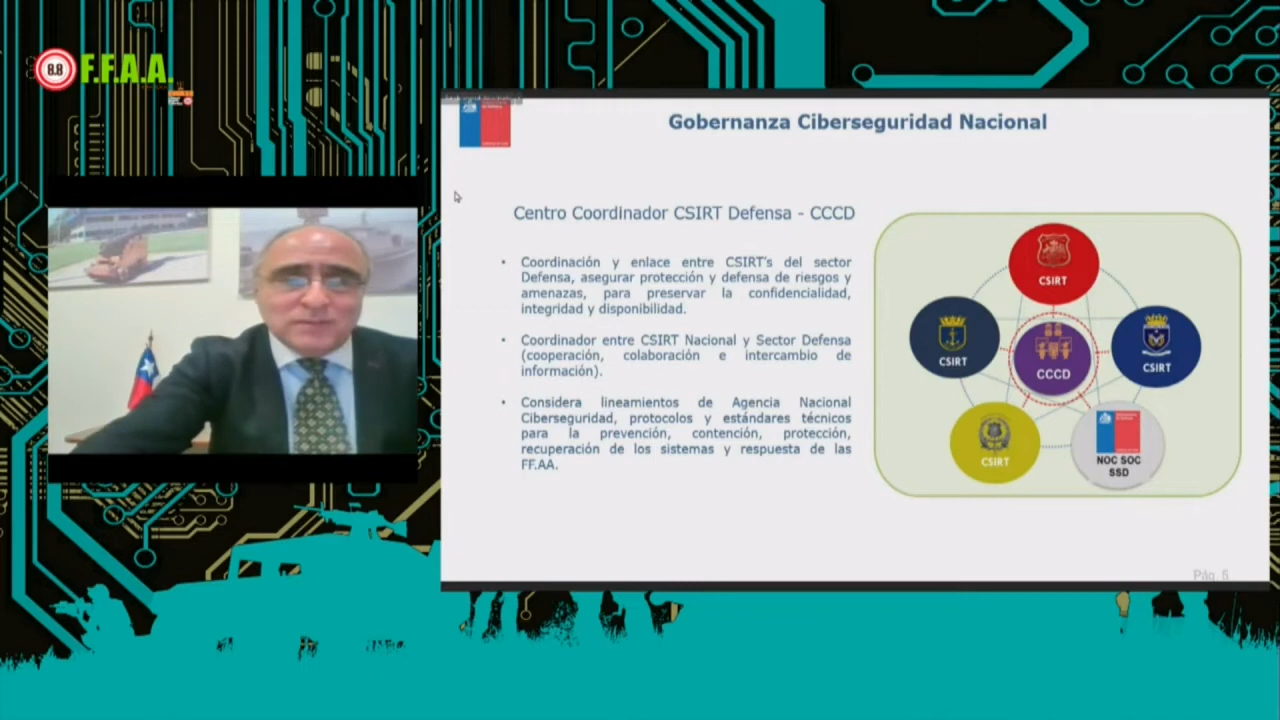 8.8 F.F.A.A.
Gobernanza Ciberseguridad Nacional
Centro Coordinador CSIRT Defensa - CCCD
• Coordinación y enlace entre CSIRT's del sector
Defensa, asegurar protección y defensa de riesgos y
amenazas, para preservar la confidencialidad,
integridad y disponibilidad.
• Coordinador entre CSIRT Nacional y Sector Defensa
(cooperación, colaboración e intercambio de
información).
• Considera lineamientos de Agencia Nacional
Ciberseguridad, protocolos y estándares técnicos
para la prevención, contención, protección,
recuperación de los sistemas y respuesta de las
FF.AA.
CSIRT
CSIRT
CCCD
CSIRT
CSIRT
NOC SOC
SSD
Pág. 6